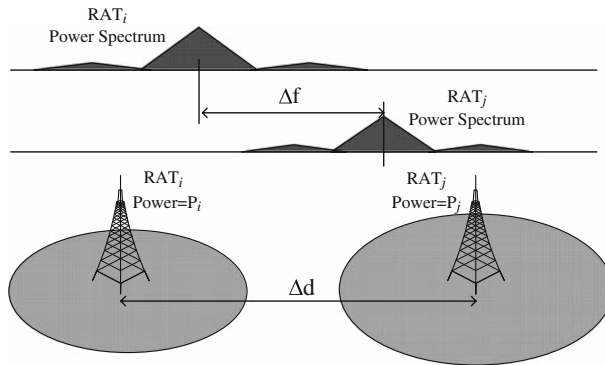 RATᵢ
Power Spectrum
Δf
RATⱼ
Power Spectrum
RATᵢ
Power=Pᵢ
RATⱼ
Power=Pⱼ
Δd